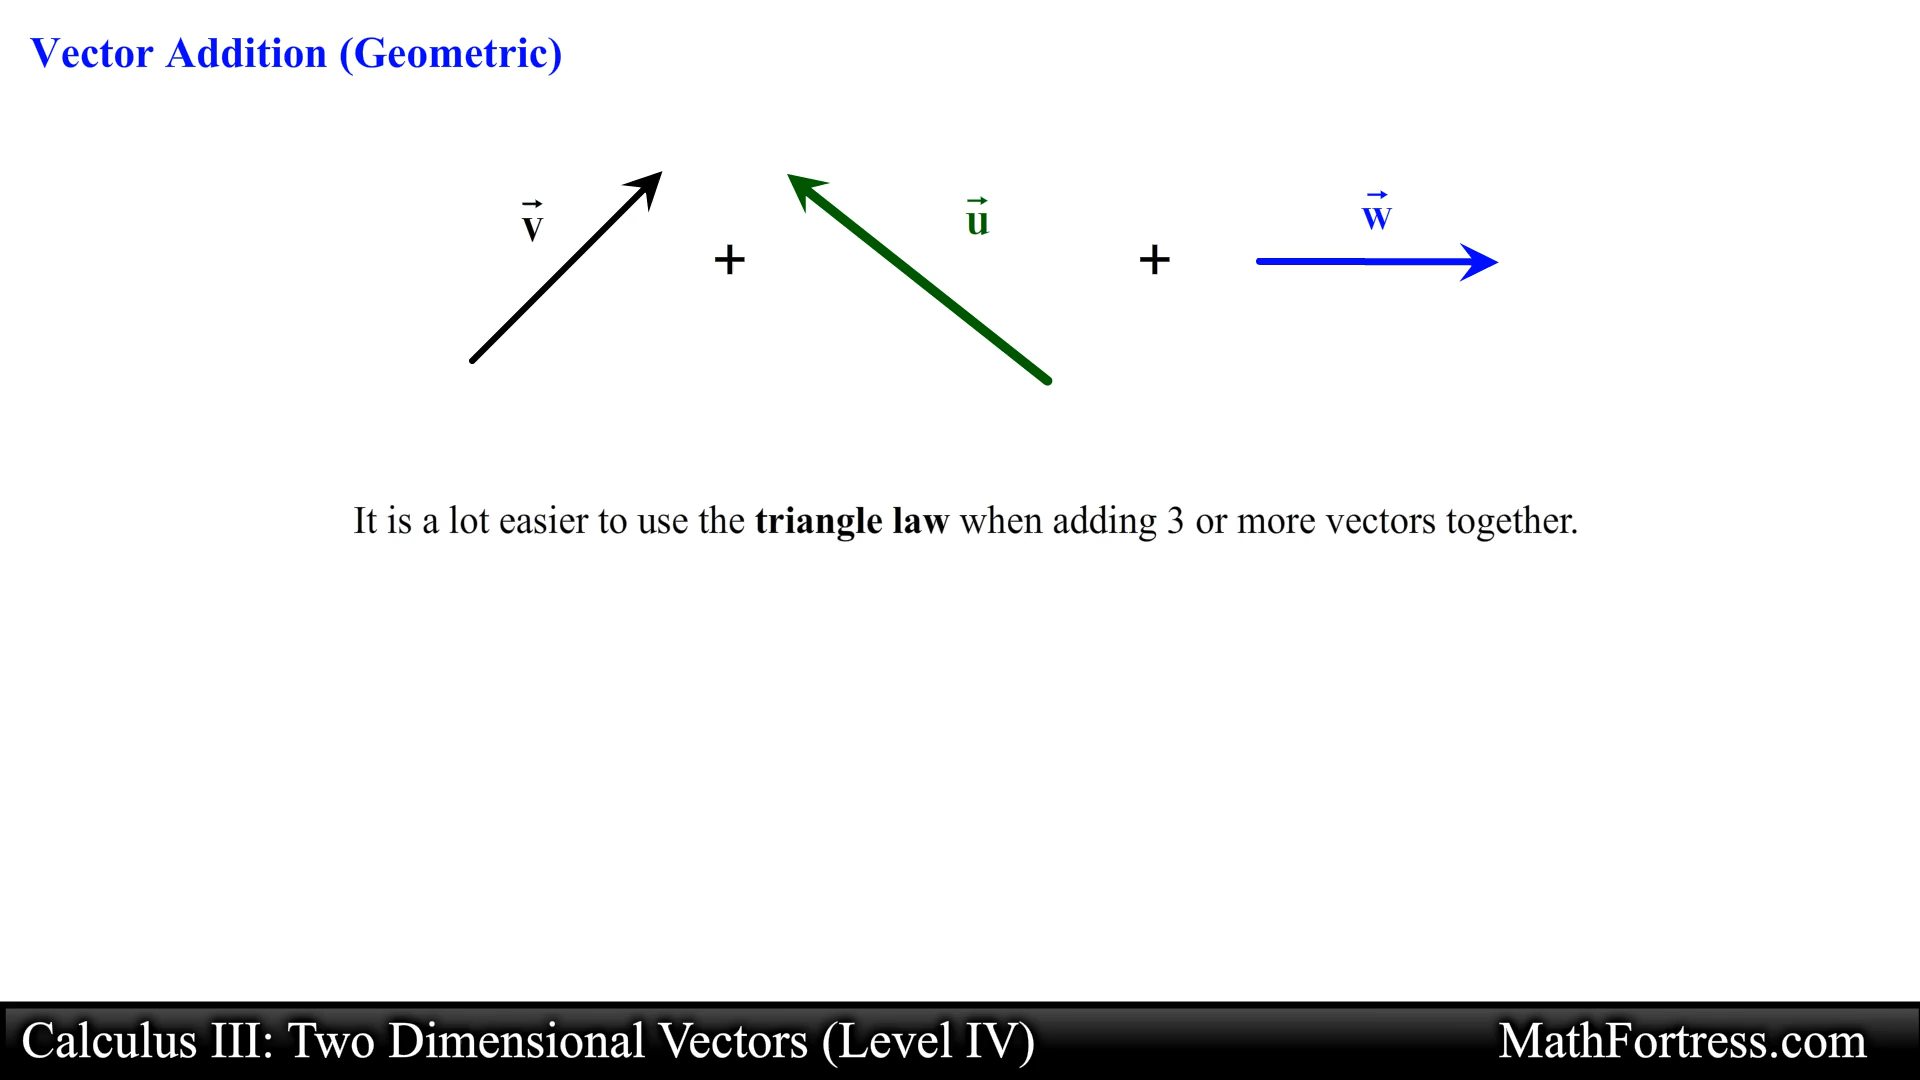 Vector Addition (Geometric)
v⃗ + u⃗ + w⃗
It is a lot easier to use the triangle law when adding 3 or more vectors together.
Calculus III: Two Dimensional Vectors (Level IV)
MathFortress.com